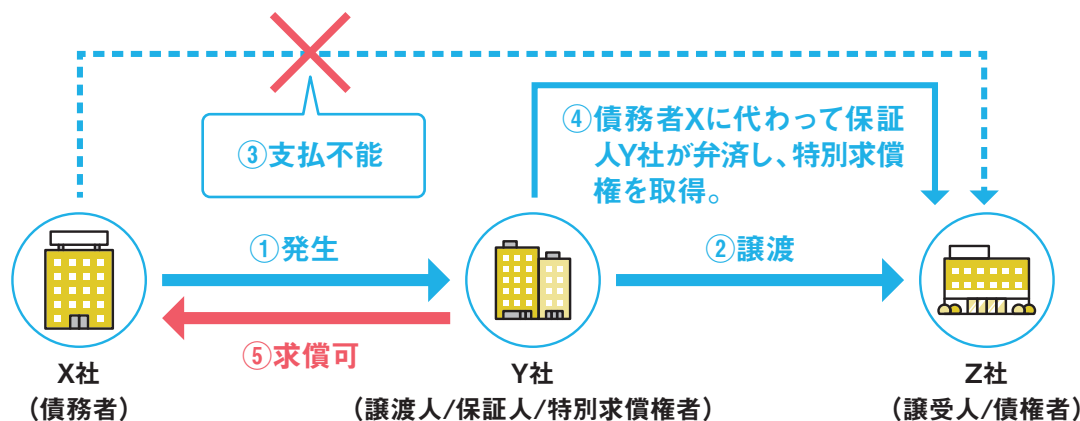 ③支払不能
④債務者Xに代わって保証
人Y社が弁済し、特別求償
権を取得。
①発生
②譲渡
⑤求償可
X社
（債務者）
Y社
（譲渡人/保証人/特別求償権者）
Z社
（譲受人/債権者）